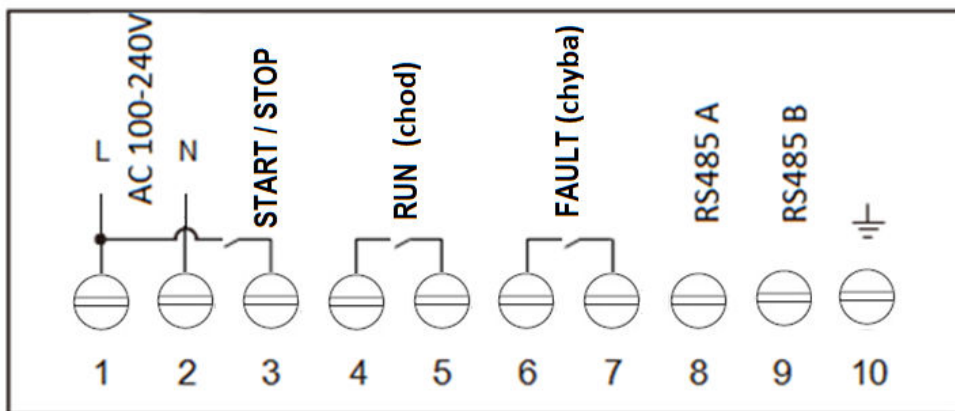 L
AC 100-240V
N
START / STOP
RUN (chod)
FAULT (chyba)
RS485 A
RS485 B
1 2 3 4 5 6 7 8 9 10